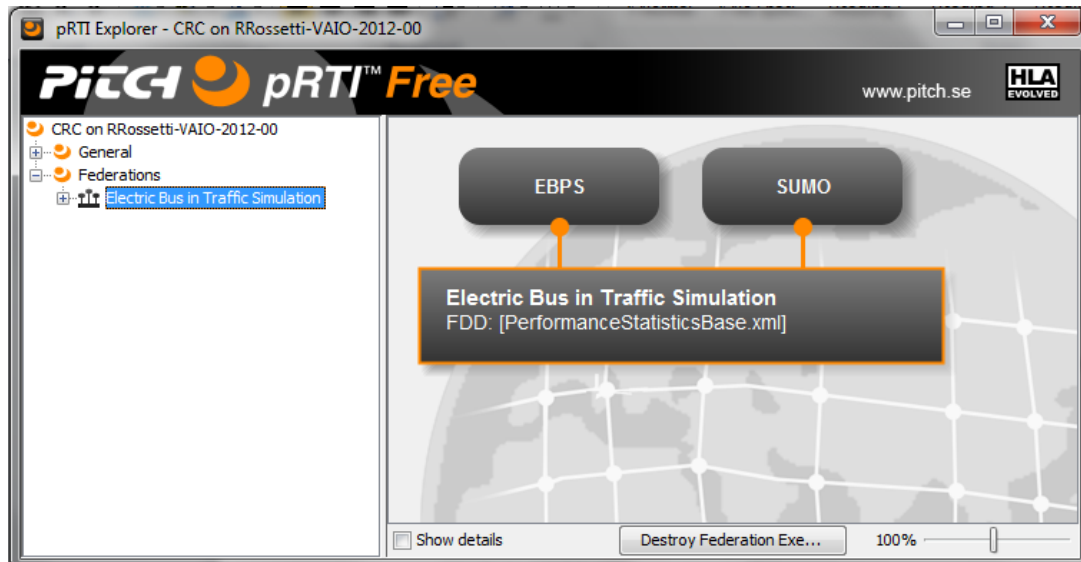 pRTI Explorer - CRC on RRossetti-VAIO-2012-00
PITCH pRTI™ Free
www.pitch.se
HLA
EVOLVED
CRC on RRossetti-VAIO-2012-00
General
Federations
Electric Bus in Traffic Simulation
EBPS
SUMO
Electric Bus in Traffic Simulation
FDD: [PerformanceStatisticsBase.xml]
Show details
Destroy Federation Exe...
100%